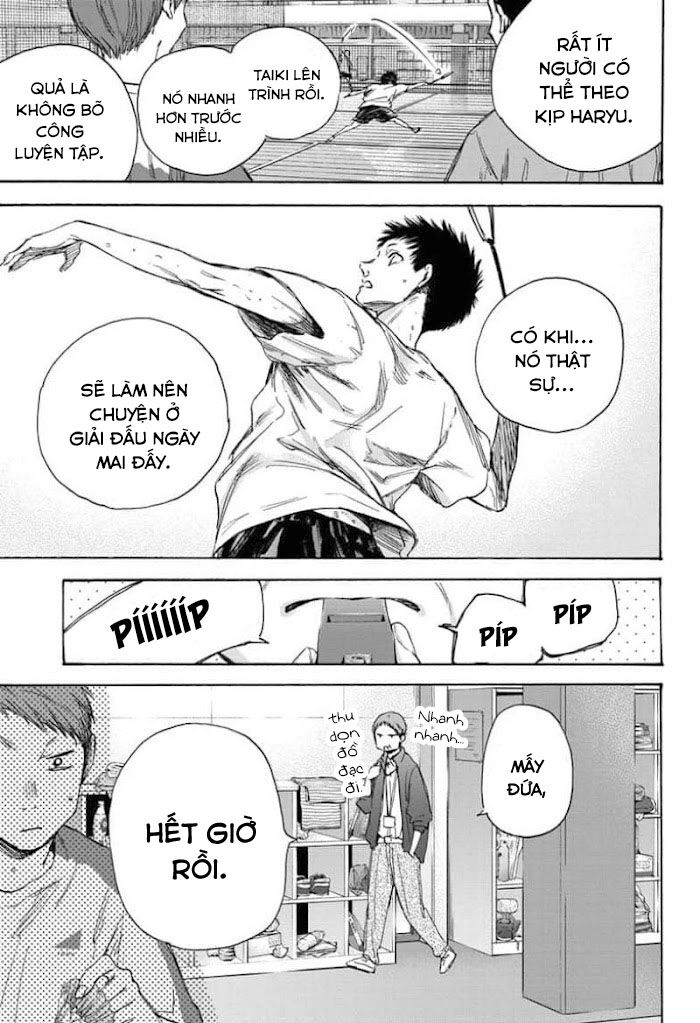 RẤT ÍT
NGƯỜI CÓ
THỂ THEO
KỊP HARYU.
TAIKI LÊN
TRÌNH RỒI.
NÓ NHANH
HƠN TRƯỚC
NHIỀU.
QUẢ LÀ
KHÔNG BÕ
CÔNG
LUYỆN TẬP.
CÓ KHI...
NÓ THẬT
SỰ...
SẼ LÀM NÊN
CHUYỆN Ở
GIẢI ĐẤU NGÀY
MAI ĐẤY.
PÍP
PÍP
PÍÍÍÍÍÍP
MẤY
ĐỨA,
Nhanh
nhanh...
thu
dọn
đồ
đạc
đi.
HẾT GIỜ
RỒI.